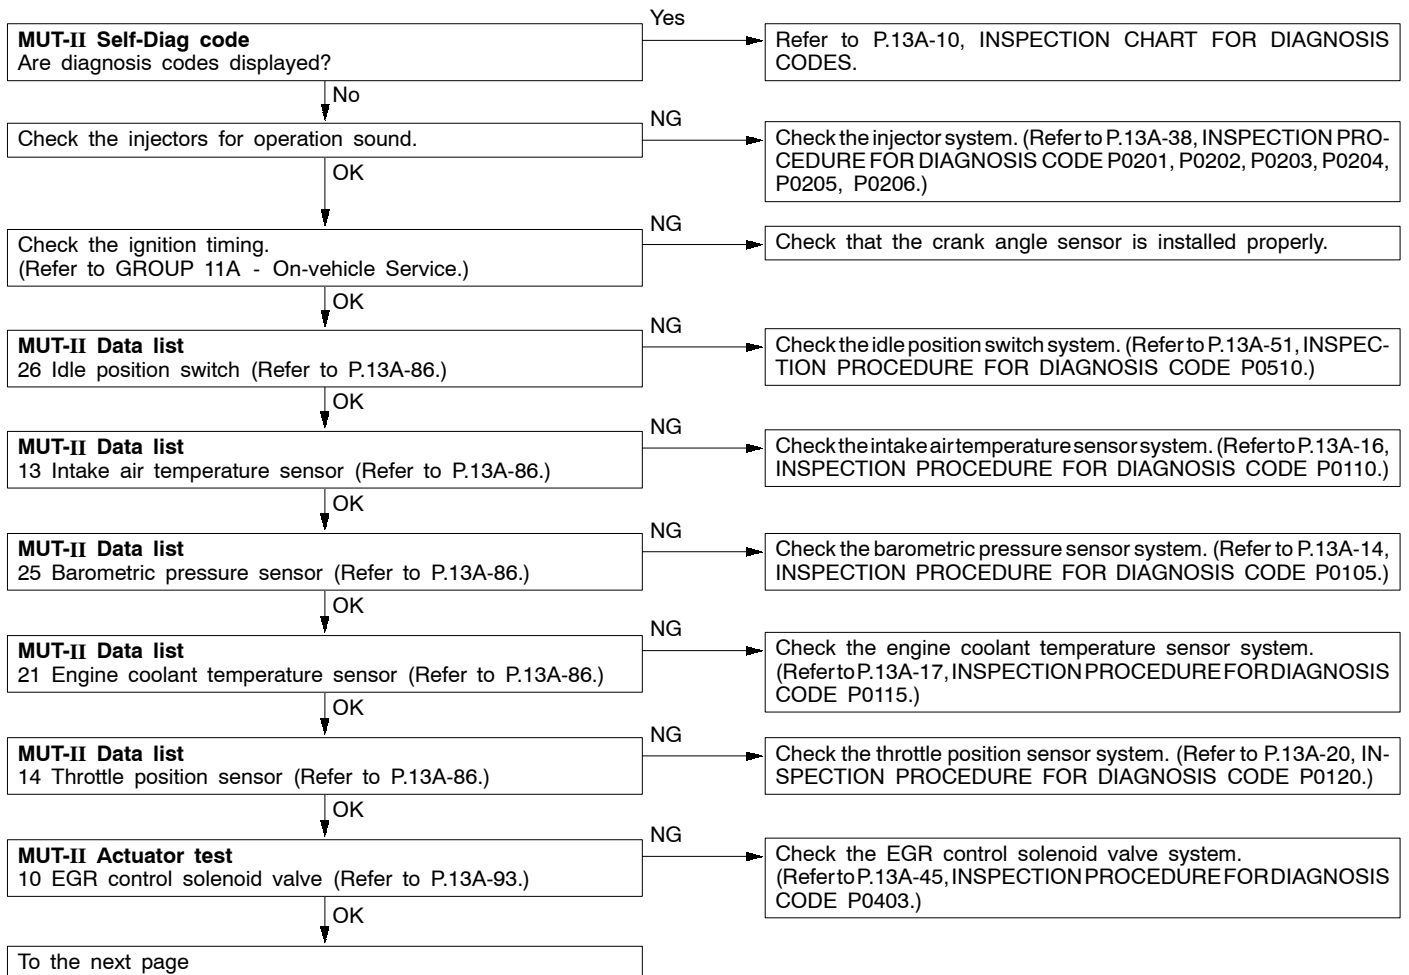 MUT-II Self-Diag code
Are diagnosis codes displayed?
Yes
Refer to P.13A-10, INSPECTION CHART FOR DIAGNOSIS
CODES.
No
Check the injectors for operation sound.
NG
Check the injector system. (Refer to P.13A-38, INSPECTION PRO-
CEDURE FOR DIAGNOSIS CODE P0201, P0202, P0203, P0204,
P0205, P0206.)
OK
Check the ignition timing.
(Refer to GROUP 11A - On-vehicle Service.)
NG
Check that the crank angle sensor is installed properly.
OK
MUT-II Data list
26 Idle position switch (Refer to P.13A-86.)
NG
Check the idle position switch system. (Refer to P.13A-51, INSPEC-
TION PROCEDURE FOR DIAGNOSIS CODE P0510.)
OK
MUT-II Data list
13 Intake air temperature sensor (Refer to P.13A-86.)
NG
Check the intake air temperature sensor system. (Refer to P.13A-16,
INSPECTION PROCEDURE FOR DIAGNOSIS CODE P0110.)
OK
MUT-II Data list
25 Barometric pressure sensor (Refer to P.13A-86.)
NG
Check the barometric pressure sensor system. (Refer to P.13A-14,
INSPECTION PROCEDURE FOR DIAGNOSIS CODE P0105.)
OK
MUT-II Data list
21 Engine coolant temperature sensor (Refer to P.13A-86.)
NG
Check the engine coolant temperature sensor system.
(Refer to P.13A-17, INSPECTION PROCEDURE FOR DIAGNOSIS
CODE P0115.)
OK
MUT-II Data list
14 Throttle position sensor (Refer to P.13A-86.)
NG
Check the throttle position sensor system. (Refer to P.13A-20, IN-
SPECTION PROCEDURE FOR DIAGNOSIS CODE P0120.)
OK
MUT-II Actuator test
10 EGR control solenoid valve (Refer to P.13A-93.)
NG
Check the EGR control solenoid valve system.
(Refer to P.13A-45, INSPECTION PROCEDURE FOR DIAGNOSIS
CODE P0403.)
OK
To the next page